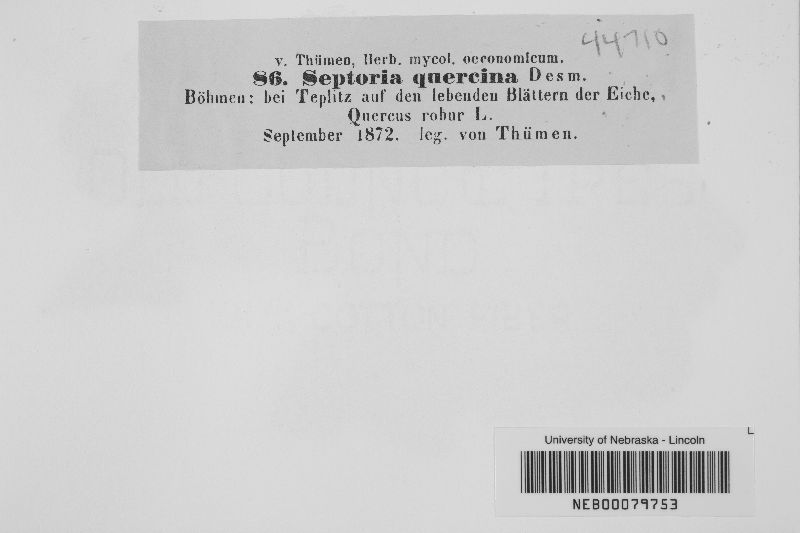 44710
v. Thümen, Herb. mycol. oeconomicum.
86. Septoria quercina Desm.
Böhmen: bei Teplitz auf den lebenden Blättern der Eiche,
Quercus robur L.
September 1872. leg. von Thümen.
L
University of Nebraska - Lincoln
NEB00079753